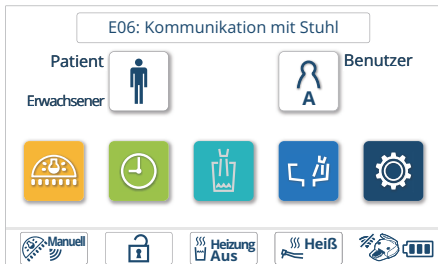 E06: Kommunikation mit Stuhl
Patient
Benutzer
Erwachsener
A
Manuell
Heizung
Aus
Heiß